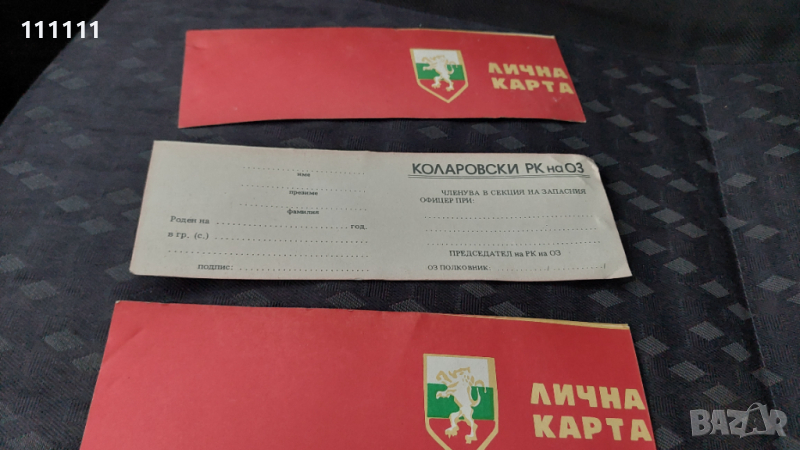 111111
ЛИЧНА
КАРТА
име
презиме
фамилия
Роден на ............ год.
в гр. (с.) ............
подпис: ............
КОЛАРОВСКИ РК на ОЗ
ЧЛЕНУВА В СЕКЦИЯ НА ЗАПАСНИЯ
ОФИЦЕР ПРИ: ............
ПРЕДСЕДАТЕЛ на РК на ОЗ
ОЗ ПОЛКОВНИК ............/............/
ЛИЧНА
КАРТА
BAZAR